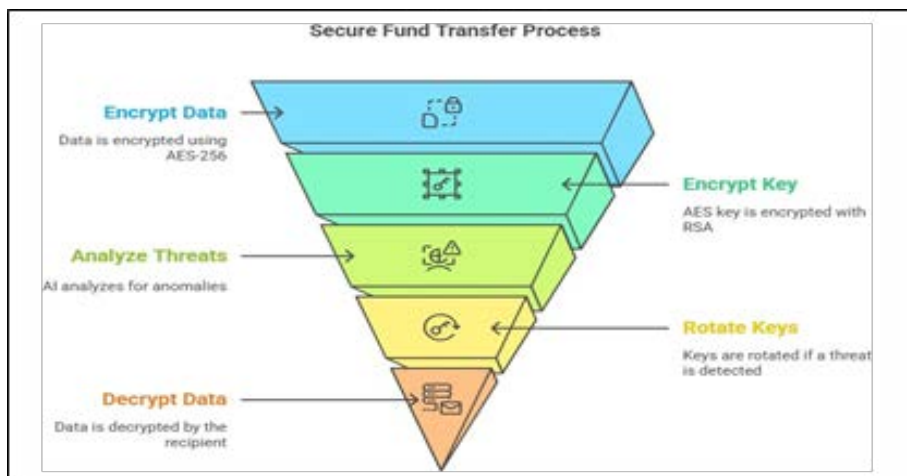 Secure Fund Transfer Process
Encrypt Data
Data is encrypted using
AES-256
Encrypt Key
AES key is encrypted with
RSA
Analyze Threats
AI analyzes for anomalies
Rotate Keys
Keys are rotated if a threat
is detected
Decrypt Data
Data is decrypted by the
recipient